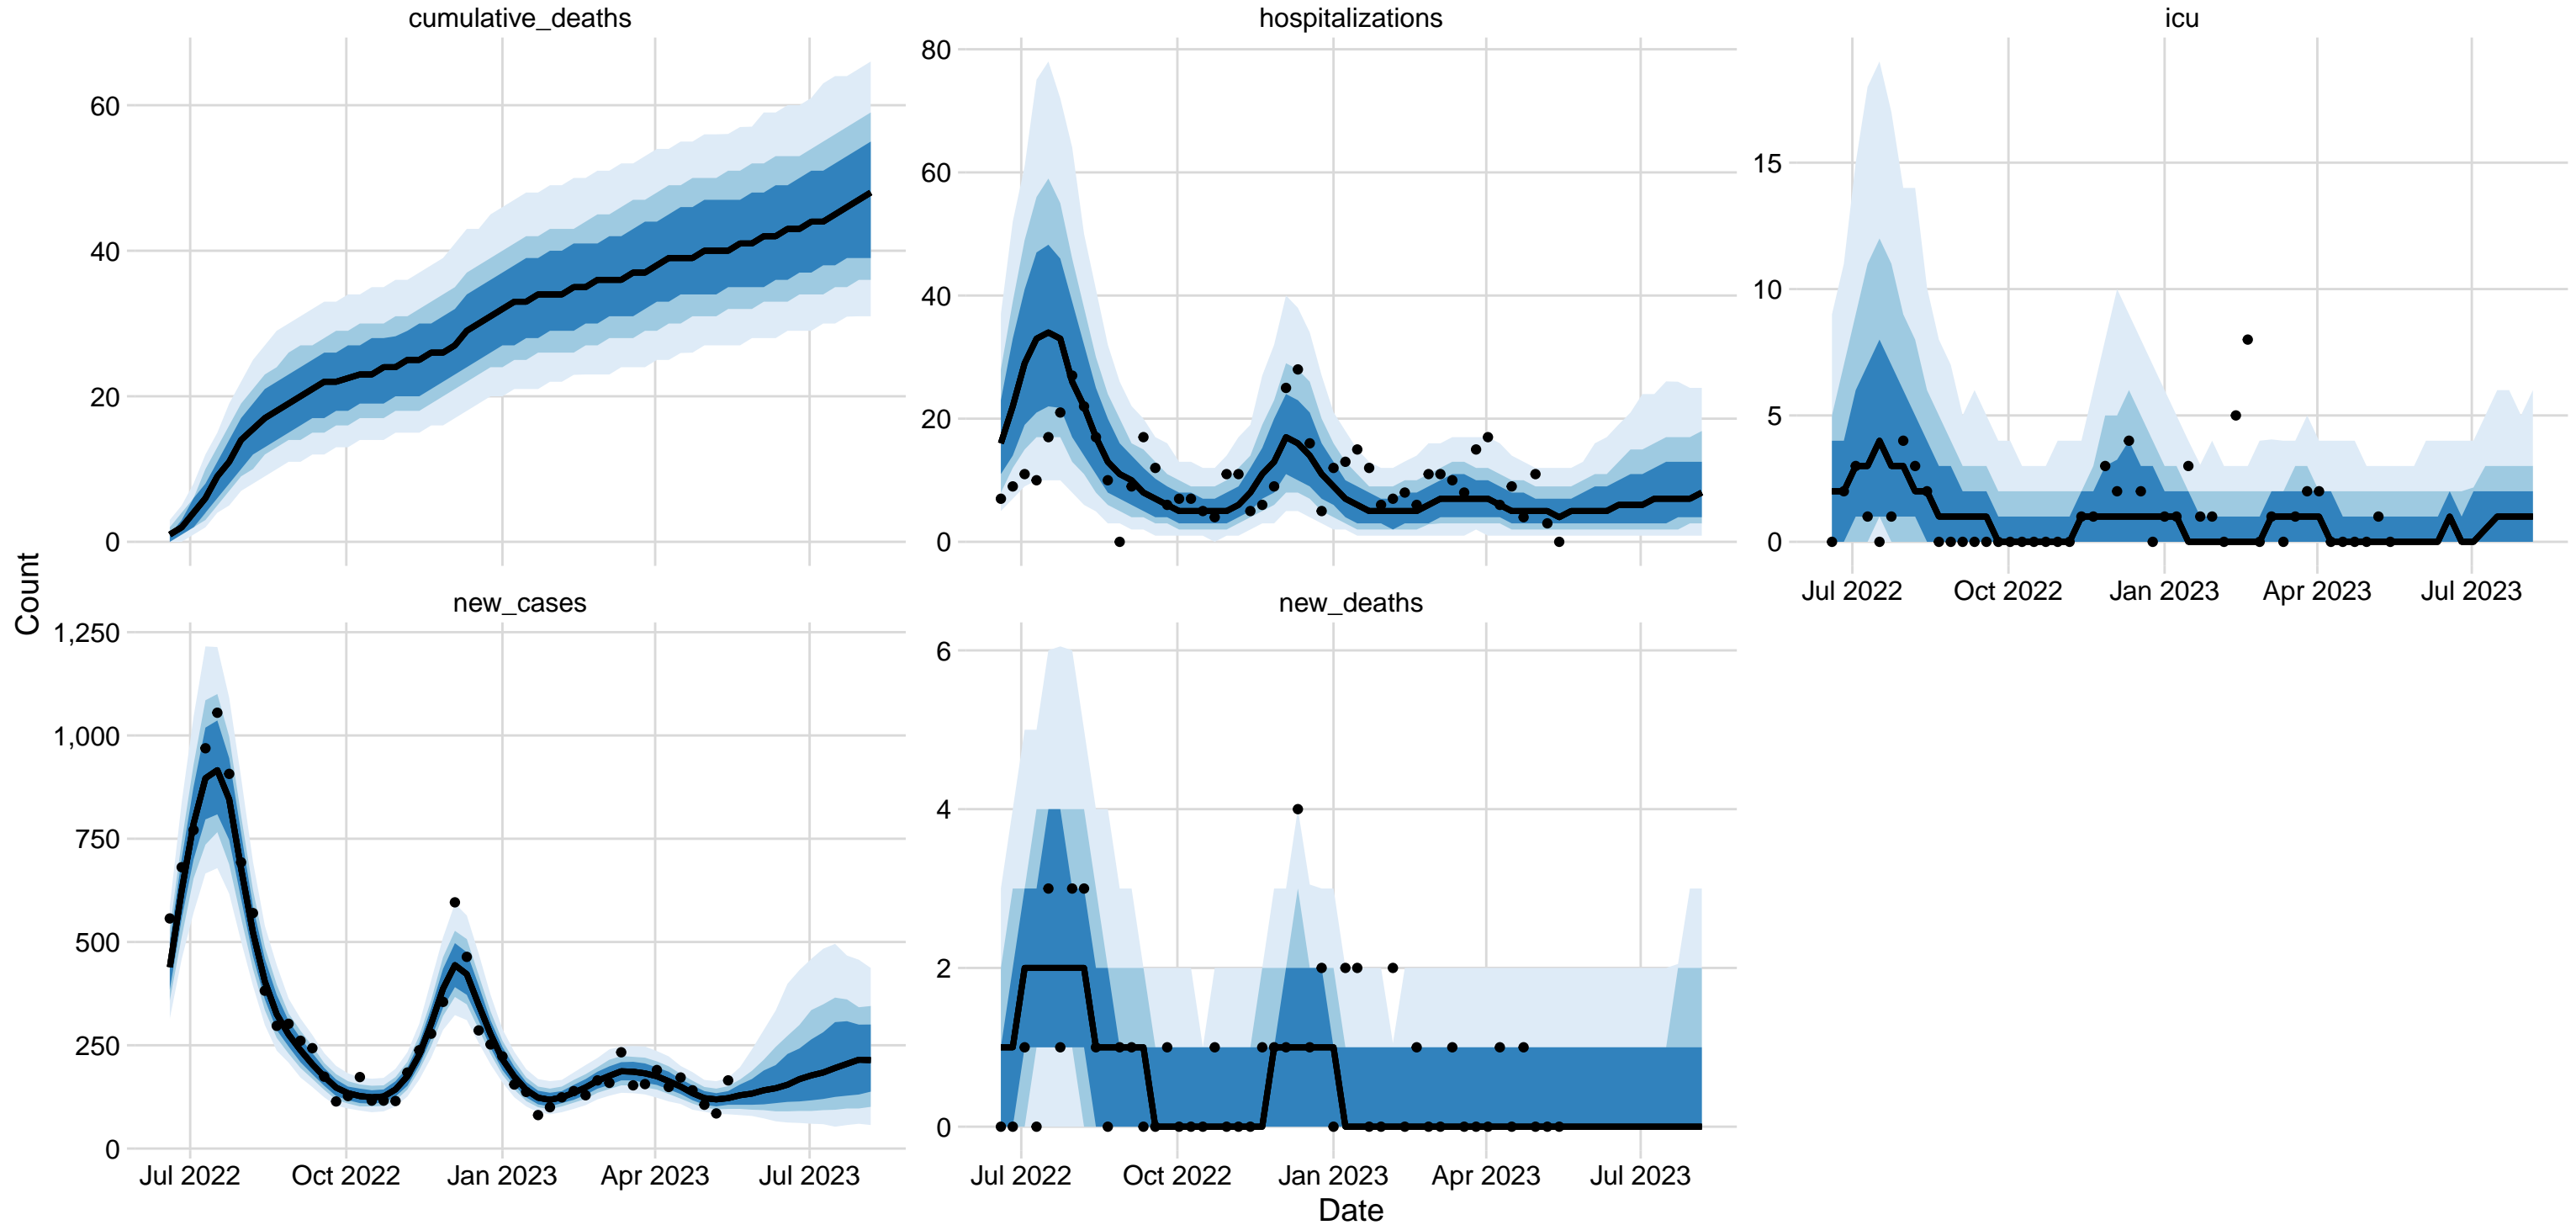 cumulative_deaths
hospitalizations
icu
60
40
20
0
80
60
40
20
0
15
10
5
0
Jul 2022
Oct 2022
Jan 2023
Apr 2023
Jul 2023
Count
new_cases
new_deaths
1,250
1,000
750
500
250
0
6
4
2
0
Jul 2022
Oct 2022
Jan 2023
Apr 2023
Jul 2023
Jul 2022
Oct 2022
Jan 2023
Apr 2023
Jul 2023
Date